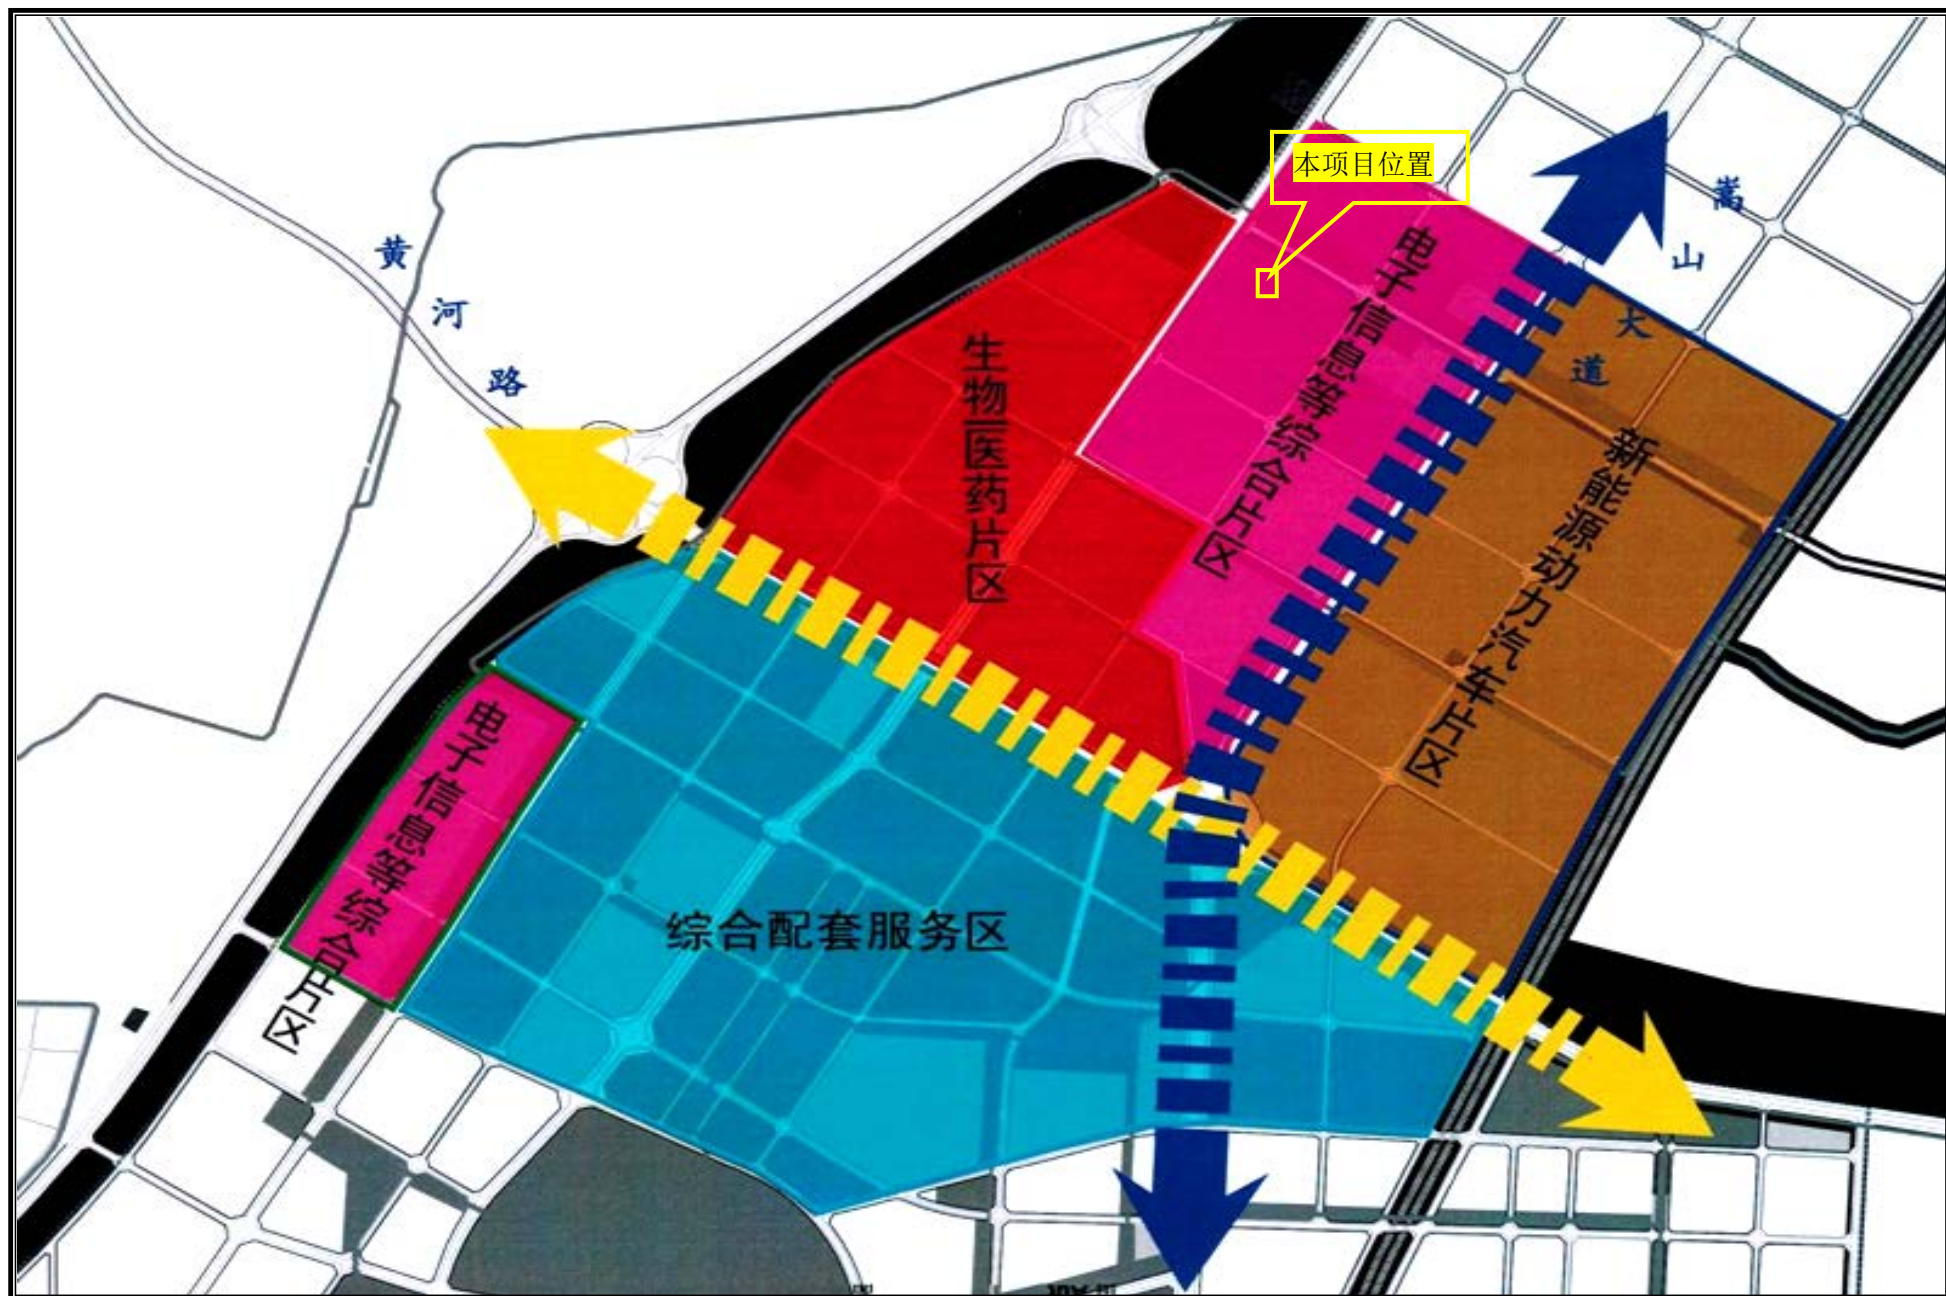 本项目位置
嵩山大道
黄河路
电子信息等综合片区
生物医药片区
新能源动力汽车片区
电子信息等综合片区
综合配套服务区